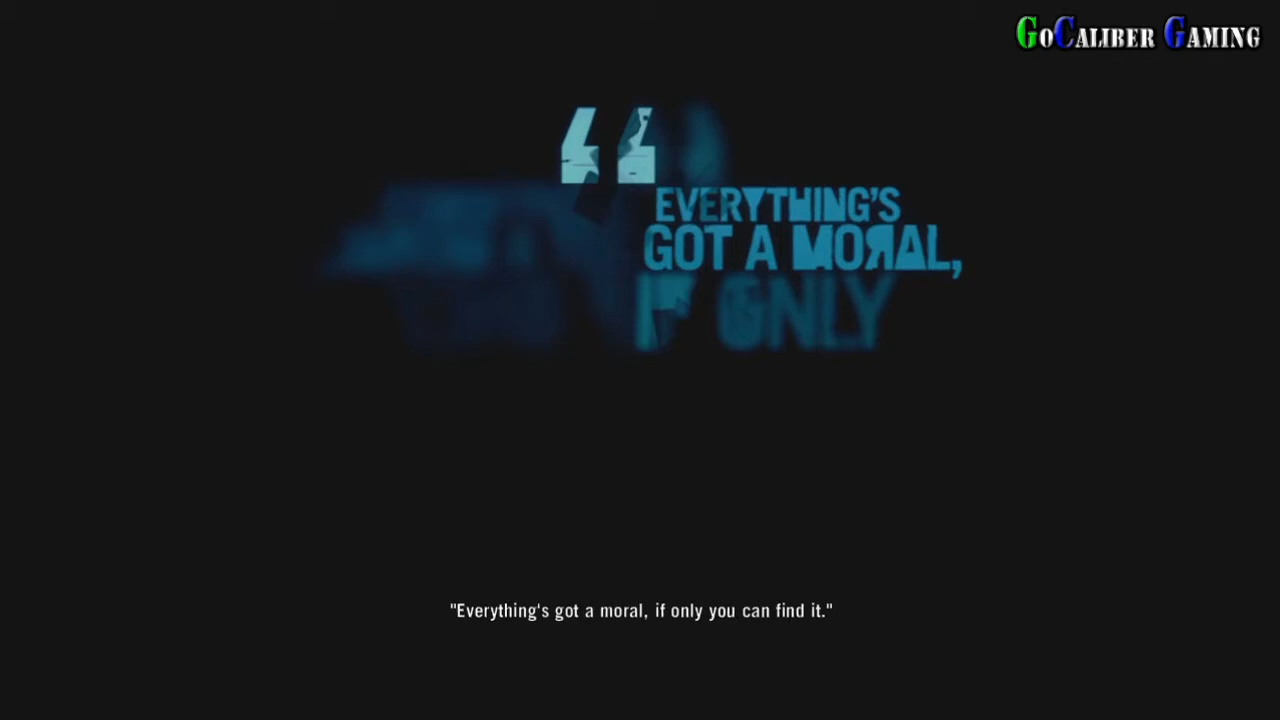 GoCaliber Gaming
“
EVERYTHING'S
GOT A MORAL,
IF ONLY
"Everything's got a moral, if only you can find it."